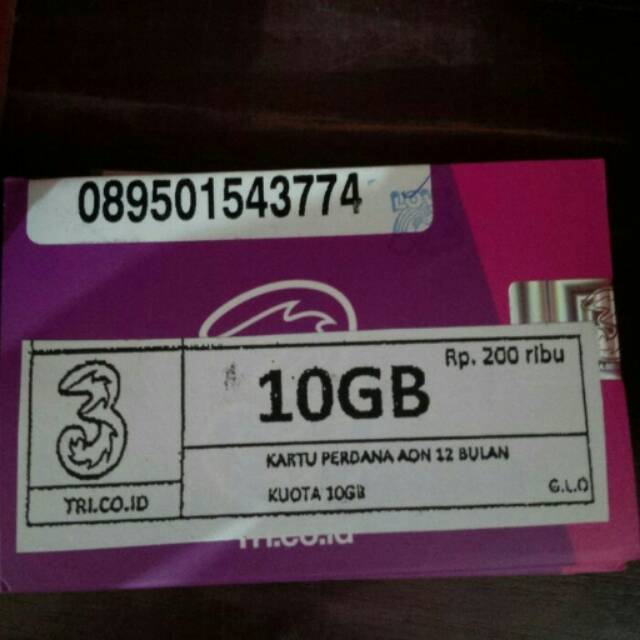 089501543774
3
10GB
Rp. 200 ribu
KARTU PERDANA AON 12 BULAN
KUOTA 10GB
G.L.O
TRI.CO.ID
Tri.co.id